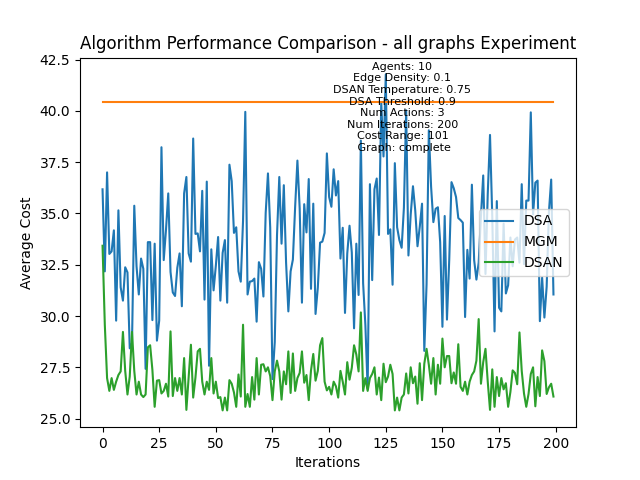 Algorithm Performance Comparison - all graphs Experiment
Agents: 10
Edge Density: 0.1
DSAN Temperature: 0.75
DSA Threshold: 0.9
Num Actions: 3
Num Iterations: 200
Cost Range: 101
Graph: complete
42.5
40.0
37.5
35.0
32.5
30.0
27.5
25.0
Average Cost
DSA
MGM
DSAN
0
25
50
75
100
125
150
175
200
Iterations